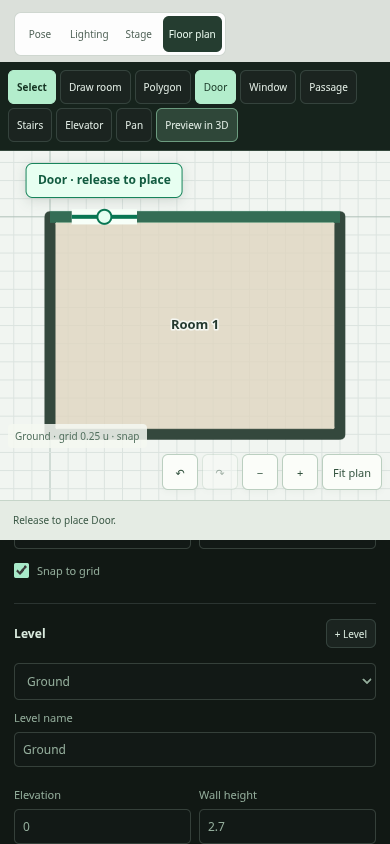 Pose Lighting Stage Floor plan
Select Draw room Polygon Door Window Passage
Stairs Elevator Pan Preview in 3D
Door · release to place
Room 1
Ground · grid 0.25 u · snap
↶ ↷ − + Fit plan
Release to place Door.
Snap to grid
Level + Level
Ground
Level name
Ground
Elevation Wall height
0 2.7